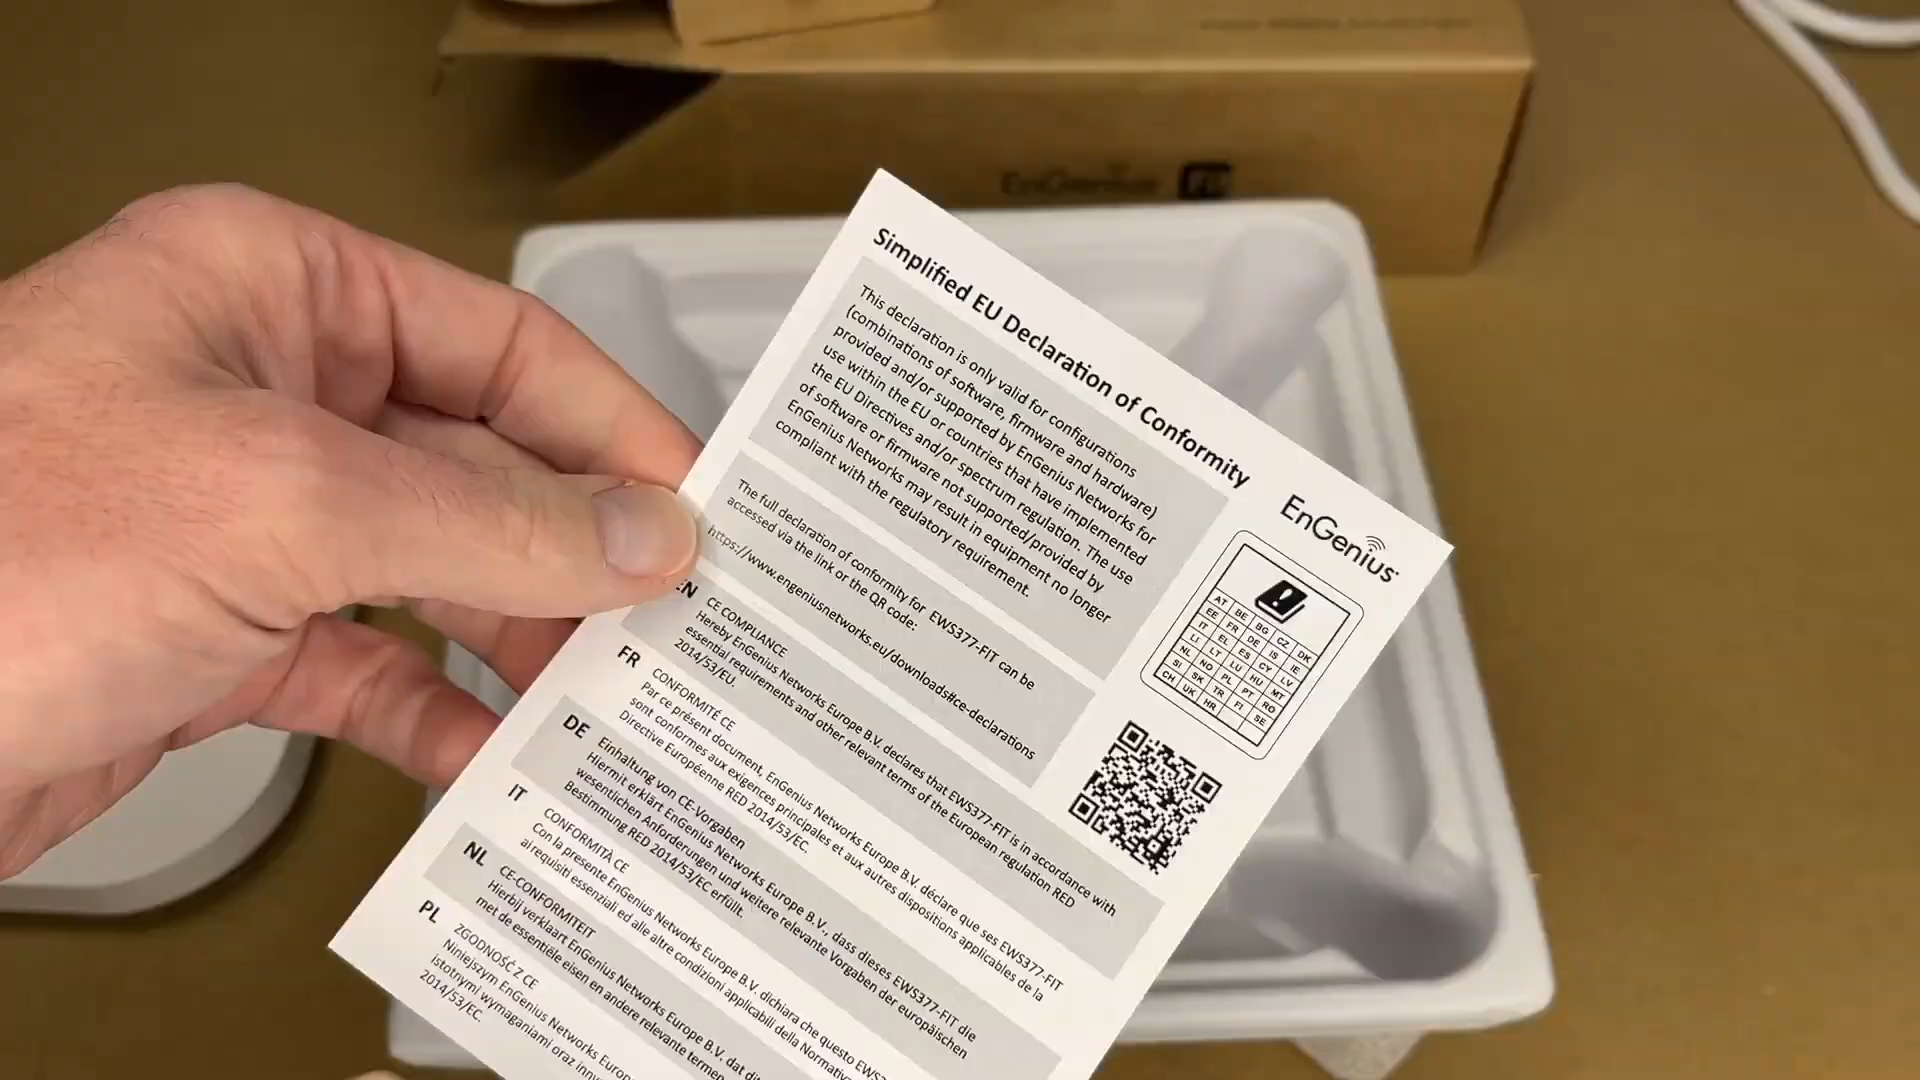 EnGenius
Simplified EU Declaration of Conformity
This declaration is only valid for configurations
(combinations of software, firmware and hardware)
provided and/or supported by EnGenius Networks for
use within the EU or countries that have implemented
the EU Directives and/or spectrum regulation. The use
of software or firmware not supported/provided by
EnGenius Networks may result in equipment no longer
compliant with the regulatory requirement.
EnGenius
!
AT BE BG CZ DK
EE FR DE IS IE
IT EL ES CY LV
LI LT LU HU MT
NL NO PL PT RO
SI SK TR FI SE
CH UK HR
The full declaration of conformity for EWS377-FIT can be
accessed via the link or the QR code:
https://www.engeniusnetworks.eu/downloads#ce-declarations
EN
CE COMPLIANCE
Hereby EnGenius Networks Europe B.V. declares that EWS377-FIT is in accordance with
essential requirements and other relevant terms of the European regulation RED
2014/53/EU.
FR
CONFORMITÉ CE
Par ce présent document, EnGenius Networks Europe B.V. déclare que ses EWS377-FIT
sont conformes aux exigences principales et aux autres dispositions applicables de la
Directive Européenne RED 2014/53/EC.
DE
Einhaltung von CE-Vorgaben
Hiermit erklärt EnGenius Networks Europe B.V., dass dieses EWS377-FIT die
wesentlichen Anforderungen und weitere relevante Vorgaben der europäischen
Bestimmung RED 2014/53/EC erfüllt.
IT
CONFORMITÀ CE
Con la presente EnGenius Networks Europe B.V. dichiara che questo
ai requisiti essenziali ed alle altre condizioni applicabili della
NL
CE-CONFORMITEIT
Hierbij verklaart EnGenius Networks Europe B.V. dat
met de essentiële eisen en andere relevante
PL
ZGODNOŚĆ Z CE
Niniejszym EnGenius Networks
istotnymi wymaganiami oraz
2014/53/EC.